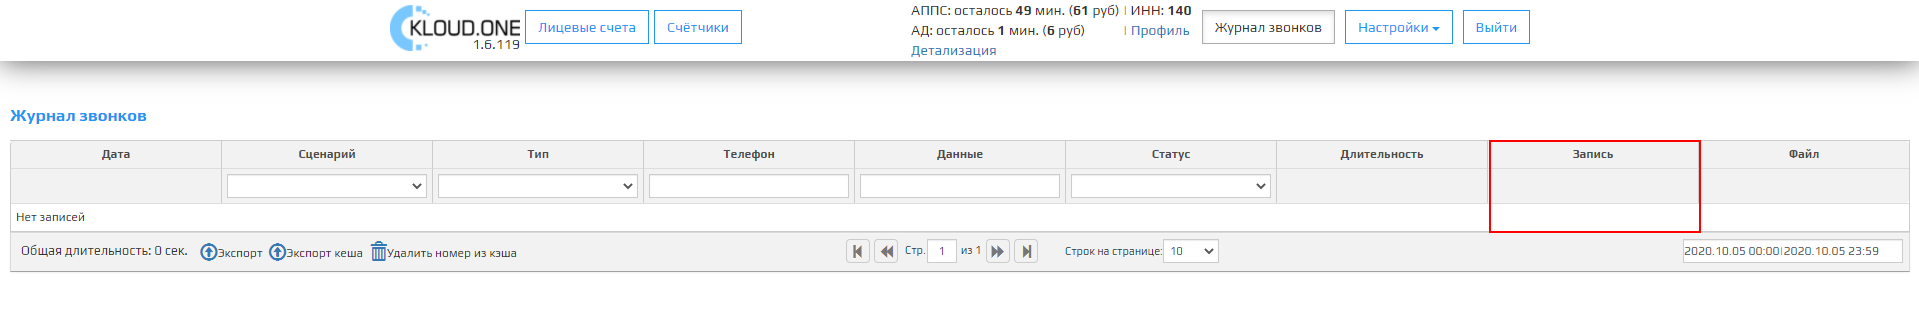 KLOUD.ONE
1.6.119
Лицевые счета
Счётчики
АППС: осталось 49 мин. (61 руб) | ИНН: 140
АД: осталось 1 мин. (6 руб) | Профиль
Детализация
Журнал звонков
Настройки
Выйти
Журнал звонков
Дата Сценарий Тип Телефон Данные Статус Длительность Запись Файл
Нет записей
Общая длительность: 0 сек. Экспорт Экспорт кеша Удалить номер из кэша Стр. 1 из 1 Строк на странице: 10 2020.10.05 00:00|2020.10.05 23:59